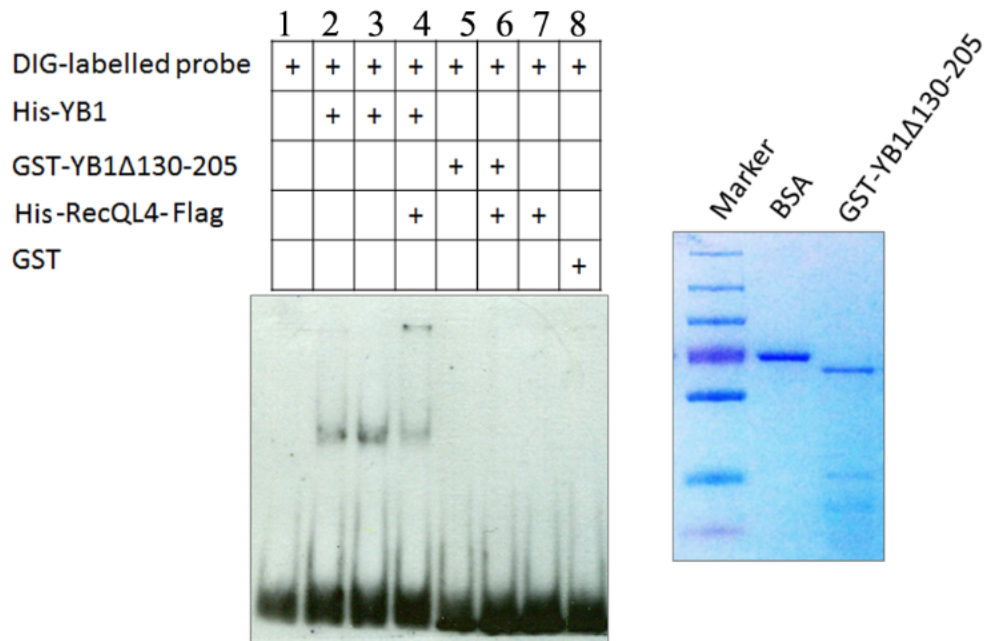 1 2 3 4 5 6 7 8
DIG-labelled probe + + + + + + + +
His-YB1 + + +
GST-YB1Δ130-205 + +
His-RecQL4-Flag + + +
GST +
Marker
BSA
GST-YB1Δ130-205